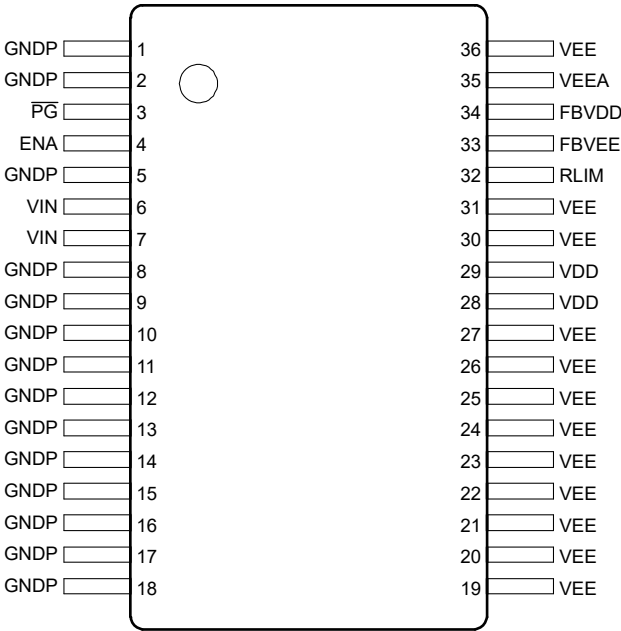 GNDP 1 36 VEE
GNDP 2 35 VEEA
PG 3 34 FBVDD
ENA 4 33 FBVEE
GNDP 5 32 RLIM
VIN 6 31 VEE
VIN 7 30 VEE
GNDP 8 29 VDD
GNDP 9 28 VDD
GNDP 10 27 VEE
GNDP 11 26 VEE
GNDP 12 25 VEE
GNDP 13 24 VEE
GNDP 14 23 VEE
GNDP 15 22 VEE
GNDP 16 21 VEE
GNDP 17 20 VEE
GNDP 18 19 VEE